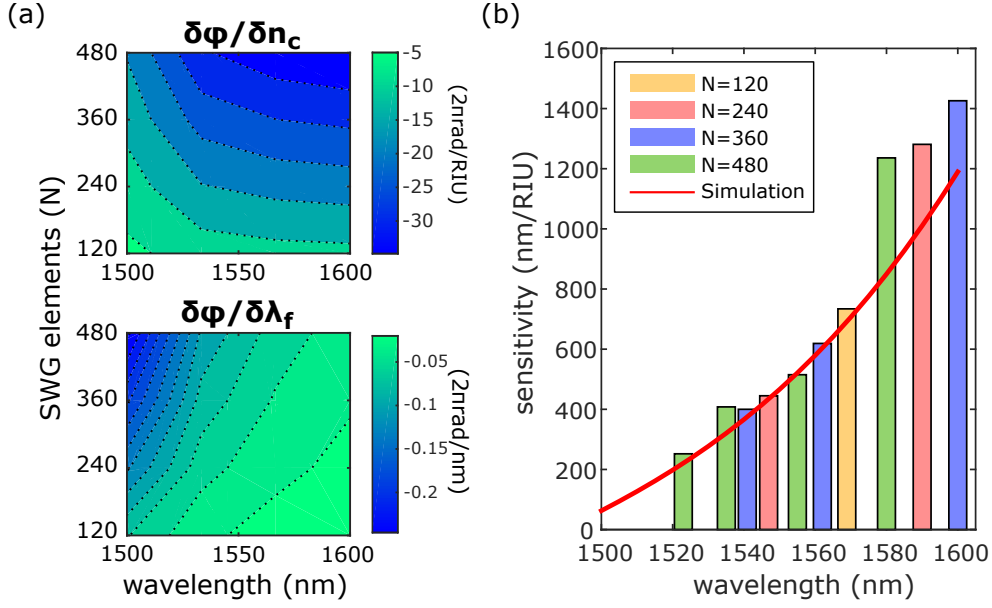 (a)
δφ/δn_c
480
360
240
120
1500
1550
1600
-5
-10
-15
-20
-25
-30
(2πrad/RIU)
SWG elements (N)
δφ/δλ_f
480
360
240
120
1500
1550
1600
wavelength (nm)
-0.05
-0.1
-0.15
-0.2
(2πrad/nm)
(b)
1600
1400
1200
1000
800
600
400
200
0
sensitivity (nm/RIU)
N=120
N=240
N=360
N=480
Simulation
1500
1520
1540
1560
1580
1600
wavelength (nm)